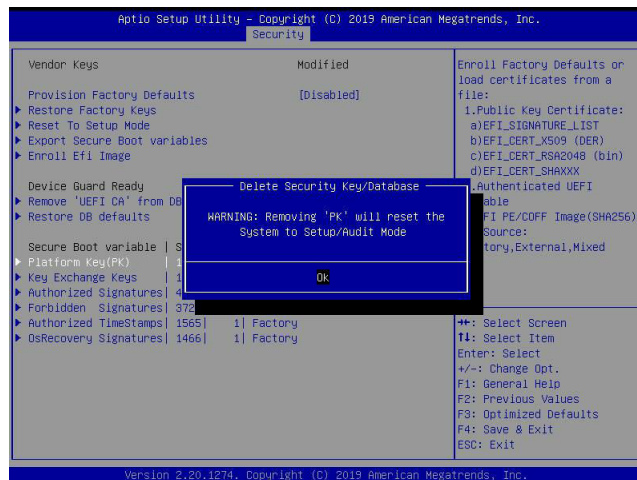 Aptio Setup Utility – Copyright (C) 2019 American Megatrends, Inc.
Security
Vendor Keys Modified
Provision Factory Defaults [Disabled]
Restore Factory Keys
Reset To Setup Mode
Export Secure Boot variables
Enroll Efi Image
Device Guard Ready
Remove 'UEFI CA' from DB
Restore DB defaults
Secure Boot variable | S
Platform Key(PK) | 1
Key Exchange Keys | 1
Authorized Signatures| 4
Forbidden Signatures| 372
Authorized TimeStamps| 1565| 1| Factory
OsRecovery Signatures| 1466| 1| Factory
Delete Security Key/Database
WARNING: Removing 'PK' will reset the
System to Setup/Audit Mode
Ok
Enroll Factory Defaults or
load certificates from a
file:
1.Public Key Certificate:
a)EFI_SIGNATURE_LIST
b)EFI_CERT_X509 (DER)
c)EFI_CERT_RSA2048 (bin)
d)EFI_CERT_SHAXXX
.Authenticated UEFI
able
FI PE/COFF Image(SHA256)
Source:
tory,External,Mixed
→←: Select Screen
↑↓: Select Item
Enter: Select
+/-: Change Opt.
F1: General Help
F2: Previous Values
F3: Optimized Defaults
F4: Save & Exit
ESC: Exit
Version 2.20.1274. Copyright (C) 2019 American Megatrends, Inc.